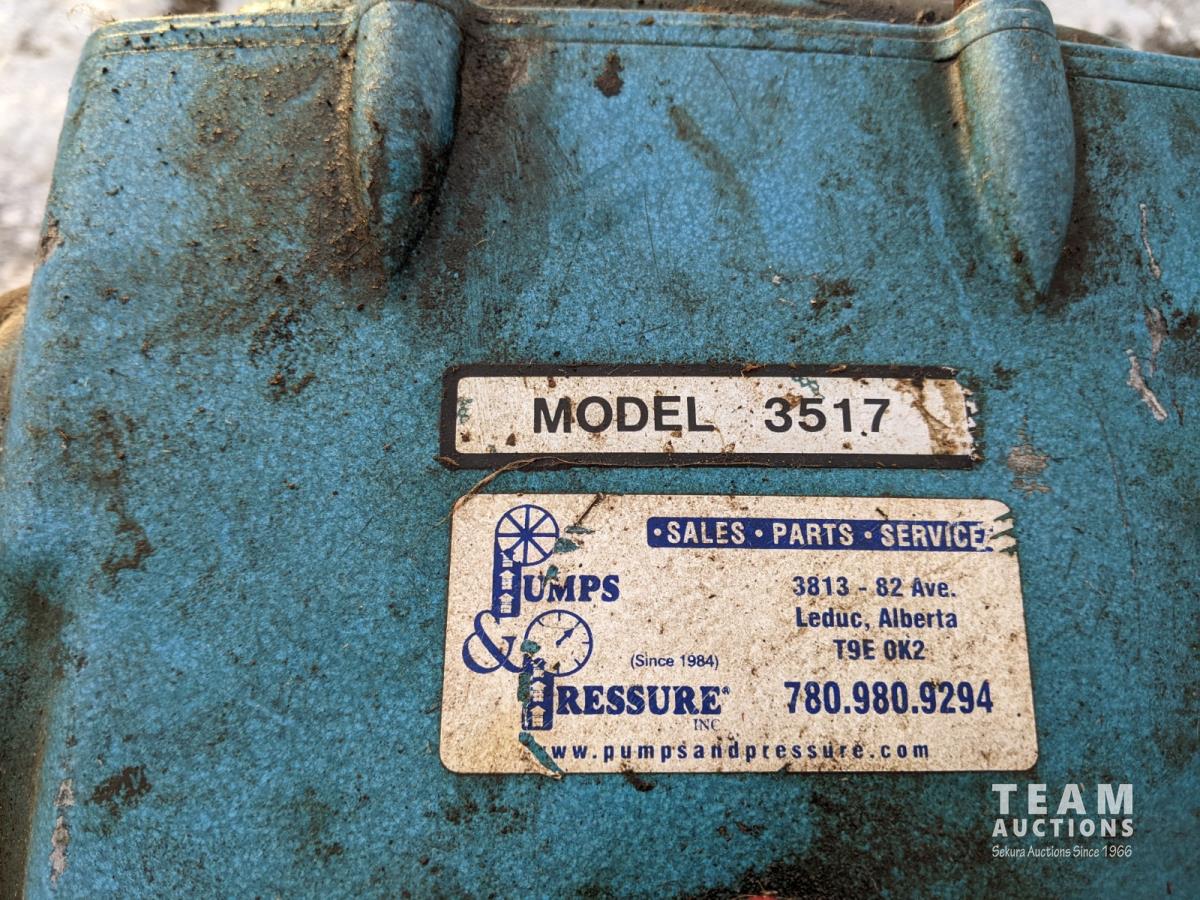 MODEL 3517
• SALES • PARTS • SERVICE
PUMPS
&
(Since 1984)
PRESSURE
INC
3813 - 82 Ave.
Leduc, Alberta
T9E 0K2
780.980.9294
www.pumpsandpressure.com
TEAM
AUCTIONS
Sekura Auctions Since 1966